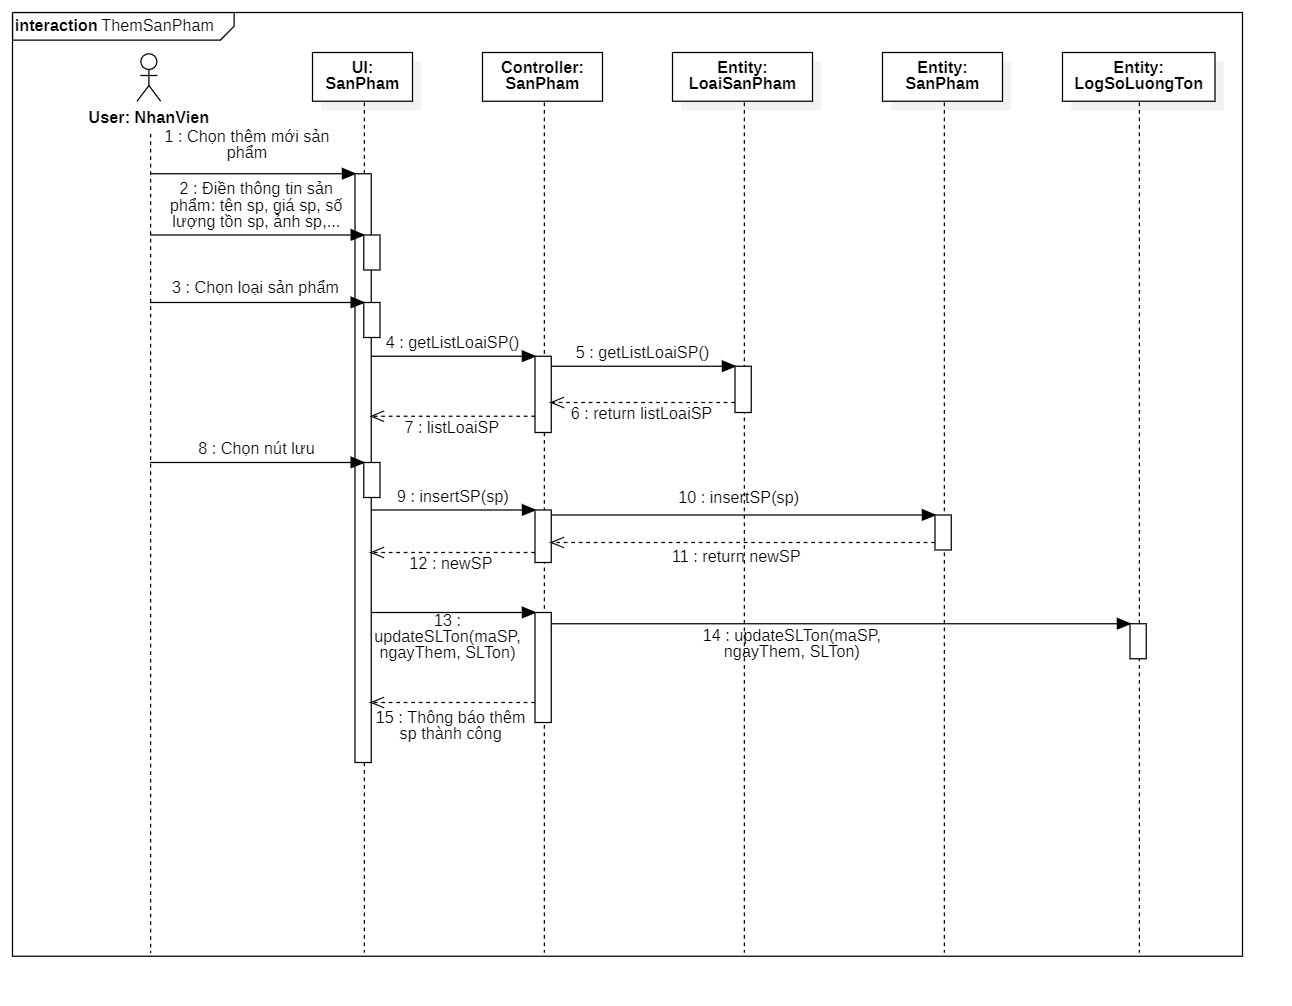 interaction ThemSanPham
UI:
SanPham
Controller:
SanPham
Entity:
LoaiSanPham
Entity:
SanPham
Entity:
LogSoLuongTon
User: NhanVien
1 : Chọn thêm mới sản
phẩm
2 : Điền thông tin sản
phẩm: tên sp, giá sp, số
lượng tồn sp, ảnh sp,...
3 : Chọn loại sản phẩm
4 : getListLoaiSP()
5 : getListLoaiSP()
6 : return listLoaiSP
7 : listLoaiSP
8 : Chọn nút lưu
9 : insertSP(sp)
10 : insertSP(sp)
11 : return newSP
12 : newSP
13 :
updateSLTon(maSP,
ngayThem, SLTon)
14 : updateSLTon(maSP,
ngayThem, SLTon)
15 : Thông báo thêm
sp thành công